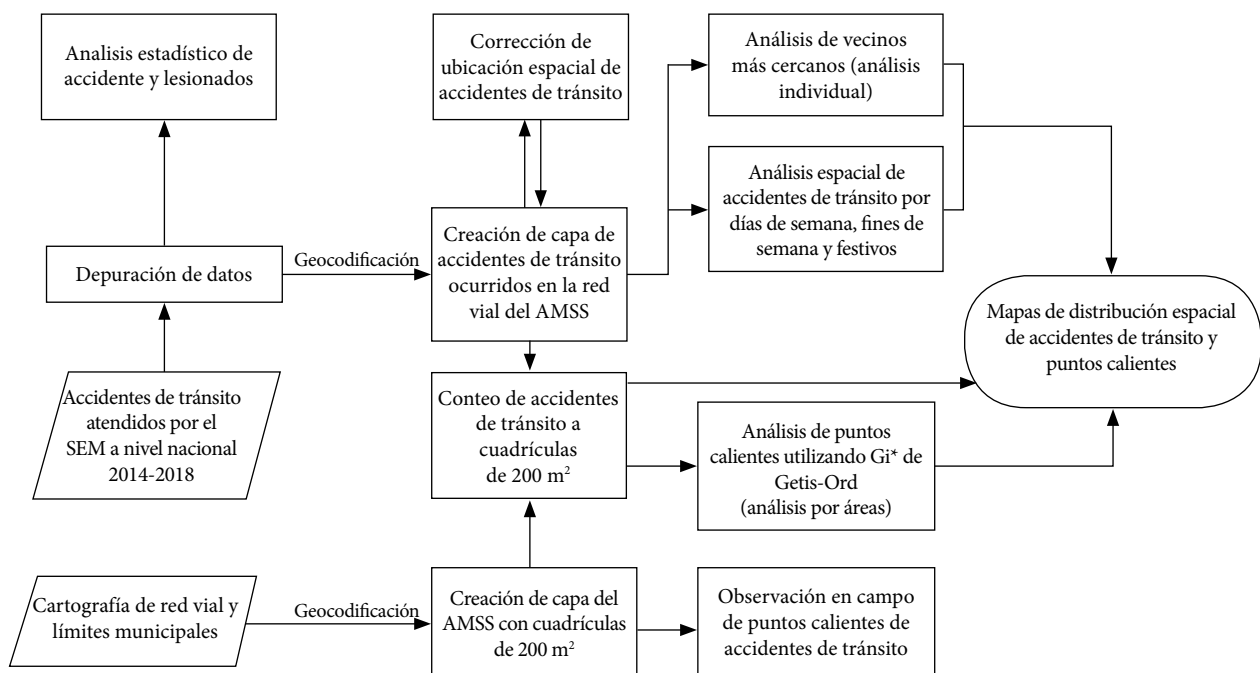 Analisis estadístico de
accidente y lesionados
Corrección de
ubicación espacial de
accidentes de tránsito
Análisis de vecinos
más cercanos (análisis
individual)
Análisis espacial de
accidentes de tránsito por
días de semana, fines de
semana y festivos
Depuración de datos
Geocodificación
Creación de capa de
accidentes de tránsito
ocurridos en la red
vial del AMSS
Mapas de distribución espacial
de accidentes de tránsito y
puntos calientes
Accidentes de tránsito
atendidos por el
SEM a nivel nacional
2014-2018
Conteo de accidentes
de tránsito a
cuadrículas
de 200 m²
Análisis de puntos
calientes utilizando Gi* de
Getis-Ord
(análisis por áreas)
Cartografía de red vial y
límites municipales
Geocodificación
Creación de capa del
AMSS con cuadrículas
de 200 m²
Observación en campo
de puntos calientes de
accidentes de tránsito